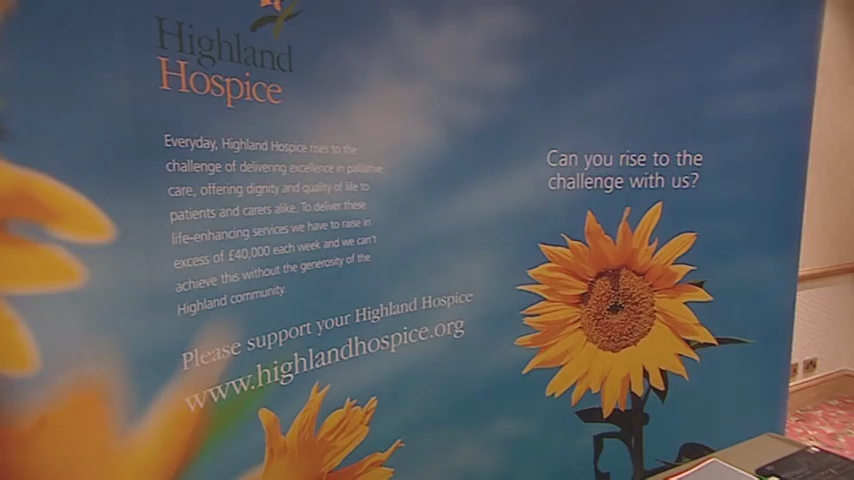 Highland
Hospice
Everyday, Highland Hospice rises to the
challenge of delivering excellence in palliative
care, offering dignity and quality of life to
patients and carers alike. To deliver these
life-enhancing services we have to raise in
excess of £40,000 each week and we can't
achieve this without the generosity of the
Highland community.
Please support your Highland Hospice
www.highlandhospice.org
Can you rise to the
challenge with us?